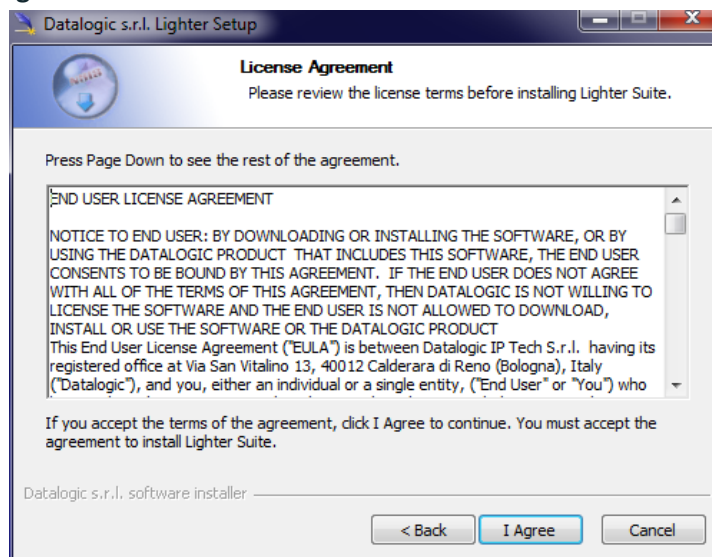 Datalogic s.r.l. Lighter Setup
License Agreement
Please review the license terms before installing Lighter Suite.
Press Page Down to see the rest of the agreement.
END USER LICENSE AGREEMENT
NOTICE TO END USER: BY DOWNLOADING OR INSTALLING THE SOFTWARE, OR BY
USING THE DATALOGIC PRODUCT THAT INCLUDES THIS SOFTWARE, THE END USER
CONSENTS TO BE BOUND BY THIS AGREEMENT. IF THE END USER DOES NOT AGREE
WITH ALL OF THE TERMS OF THIS AGREEMENT, THEN DATALOGIC IS NOT WILLING TO
LICENSE THE SOFTWARE AND THE END USER IS NOT ALLOWED TO DOWNLOAD,
INSTALL OR USE THE SOFTWARE OR THE DATALOGIC PRODUCT
This End User License Agreement ("EULA") is between Datalogic IP Tech S.r.l. having its
registered office at Via San Vitalino 13, 40012 Calderara di Reno (Bologna), Italy
("Datalogic"), and you, either an individual or a single entity, ("End User" or "You") who
If you accept the terms of the agreement, click I Agree to continue. You must accept the
agreement to install Lighter Suite.
Datalogic s.r.l. software installer
< Back
I Agree
Cancel